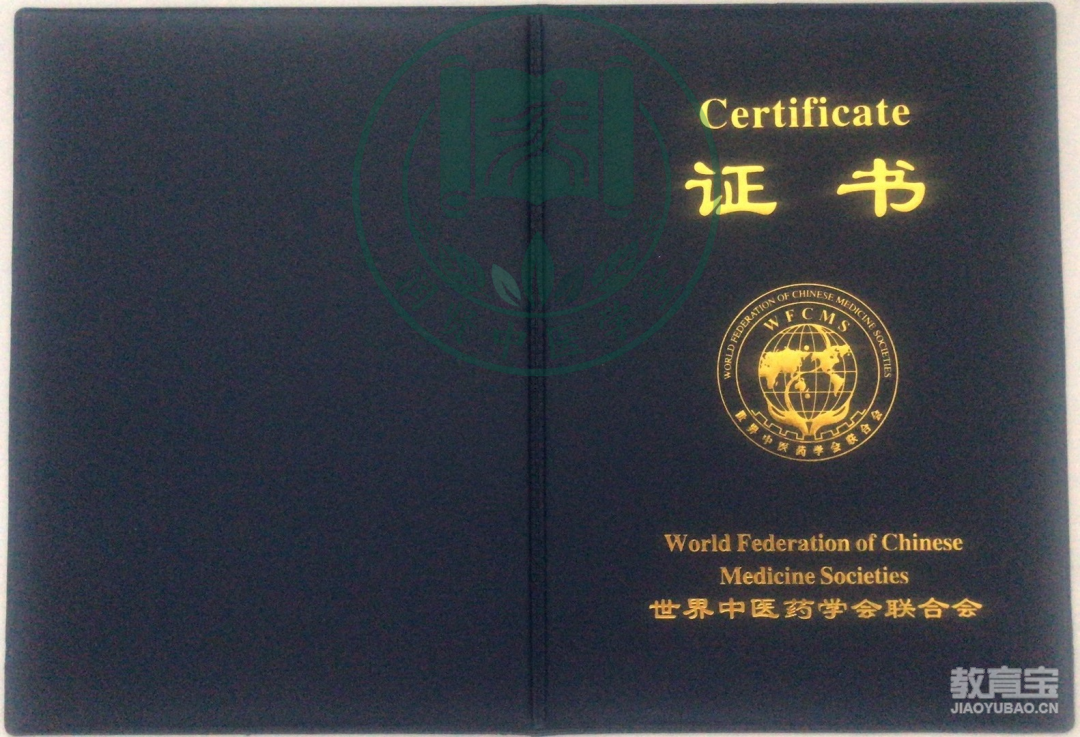 Certificate
证 书
WORLD FEDERATION OF CHINESE MEDICINE SOCIETIES
WFCMS
世界中医药学会联合会
World Federation of Chinese
Medicine Societies
世界中医药学会联合会
教育宝
JIAOYUBAO.CN